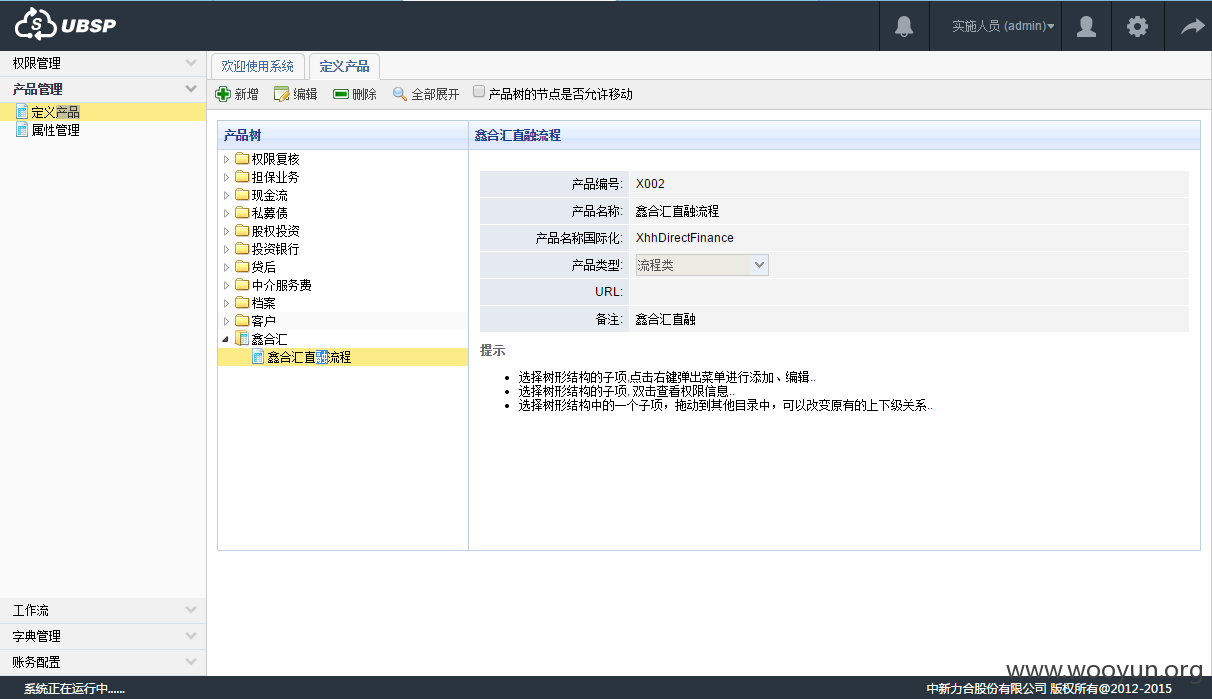 UBSP
实施人员 (admin)
权限管理
产品管理
定义产品
属性管理
工作流
字典管理
账务配置
欢迎使用系统
定义产品
新增
编辑
删除
全部展开
产品树的节点是否允许移动
产品树
权限复核
担保业务
现金流
私募债
股权投资
投资银行
贷后
中介服务费
档案
客户
鑫合汇
鑫合汇直融流程
鑫合汇直融流程
产品编号: X002
产品名称: 鑫合汇直融流程
产品名称国际化: XhhDirectFinance
产品类型: 流程类
URL:
备注: 鑫合汇直融
提示
选择树形结构的子项,点击右键弹出菜单进行添加、编辑..
选择树形结构的子项, 双击查看权限信息..
选择树形结构中的一个子项，拖动到其他目录中，可以改变原有的上下级关系..
www.wooyun.org
系统正在运行中......
中新力合股份有限公司 版权所有@2012-2015